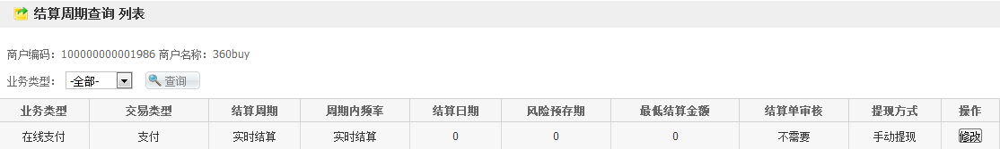 结算周期查询 列表
商户编码：100000000001986 商户名称：360buy
业务类型： -全部- 查询
业务类型 交易类型 结算周期 周期内频率 结算日期 风险预存期 最低结算金额 结算单审核 提现方式 操作
在线支付 支付 实时结算 实时结算 0 0 0 不需要 手动提现 修改